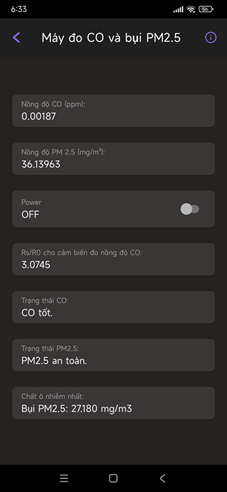 6:33
Máy đo CO và bụi PM2.5
Nồng độ CO (ppm):
0.00187
Nồng độ PM 2.5 (mg/m³):
36.13963
Power
OFF
Rs/R0 cho cảm biến đo nồng độ CO:
3.0745
Trạng thái CO:
CO tốt.
Trạng thái PM2.5:
PM2.5 an toàn.
Chất ô nhiễm nhất:
Bụi PM2.5: 27.180 mg/m3